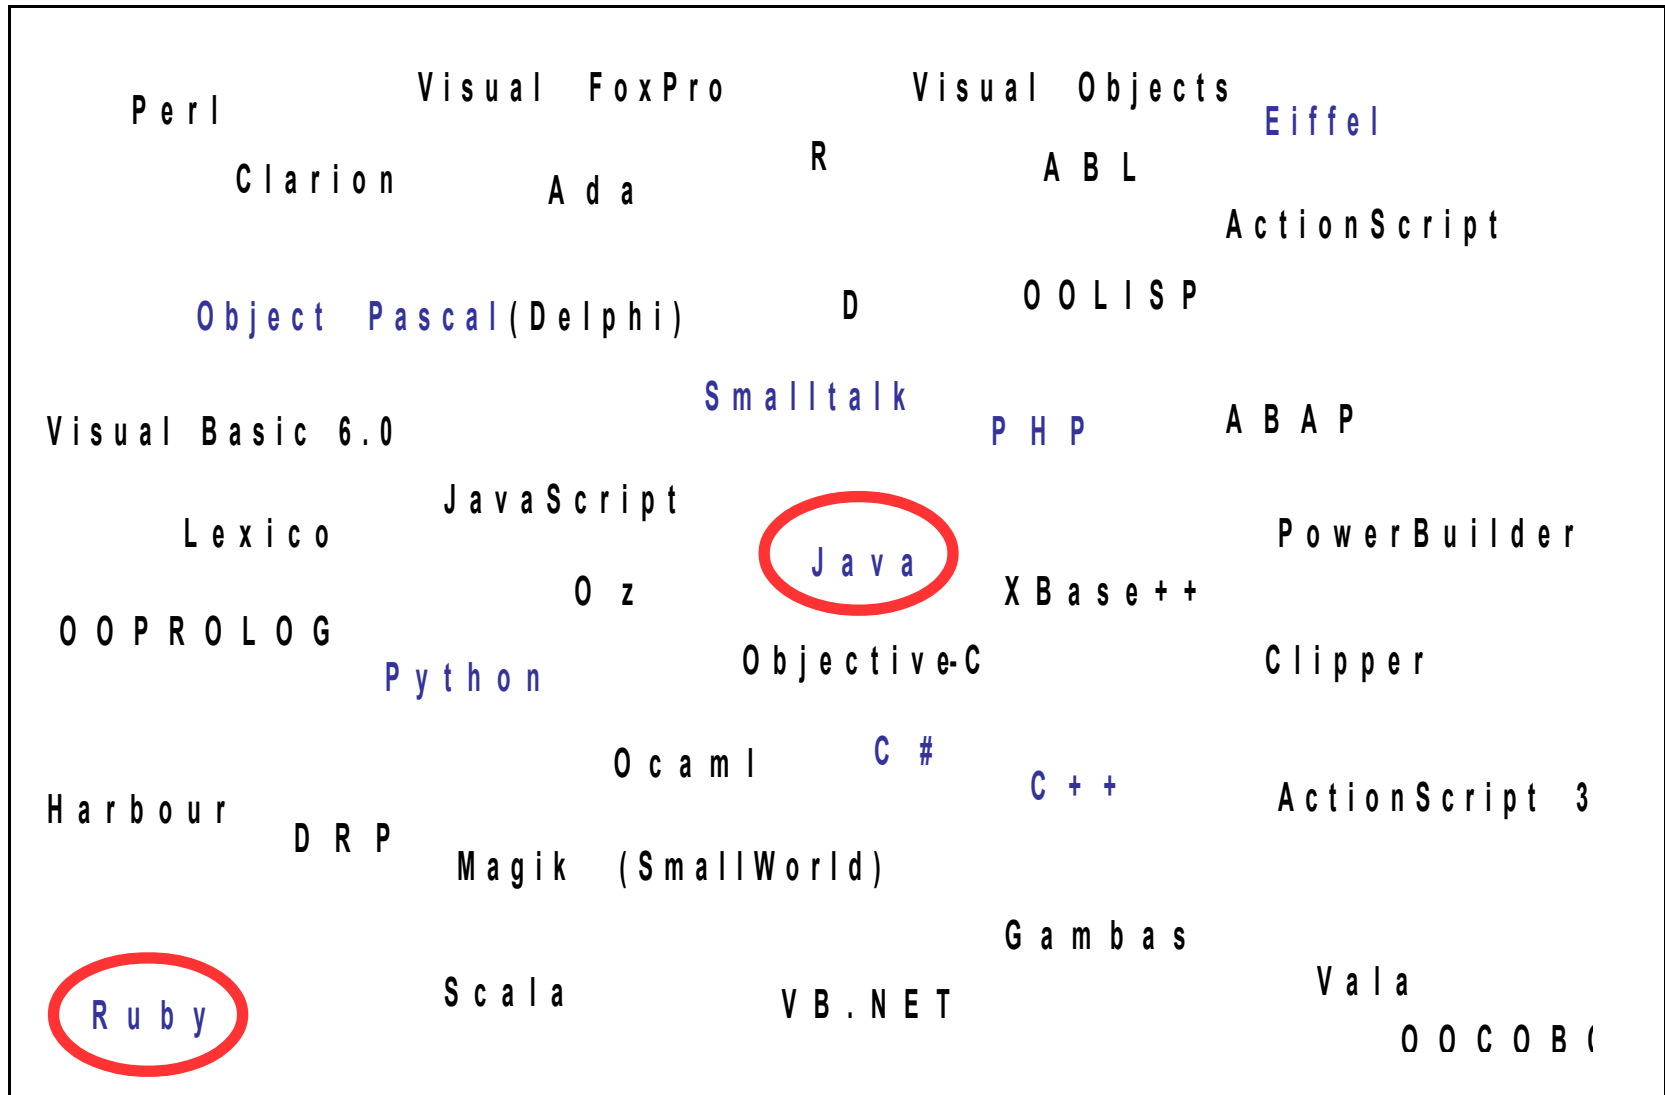 Visual FoxPro
Visual Objects
Perl
Eiffel
R
ABL
Clarion
Ada
ActionScript
OOLISP
D
Object Pascal(Delphi)
Smalltalk
ABAP
Visual Basic 6.0
PHP
JavaScript
Lexico
PowerBuilder
Java
Oz
XBase++
OOPROLOG
Objective-C
Clipper
Python
C#
Ocaml
C++
ActionScript 3
Harbour
DRP
Magik (SmallWorld)
Gambas
Vala
Scala
VB.NET
Ruby